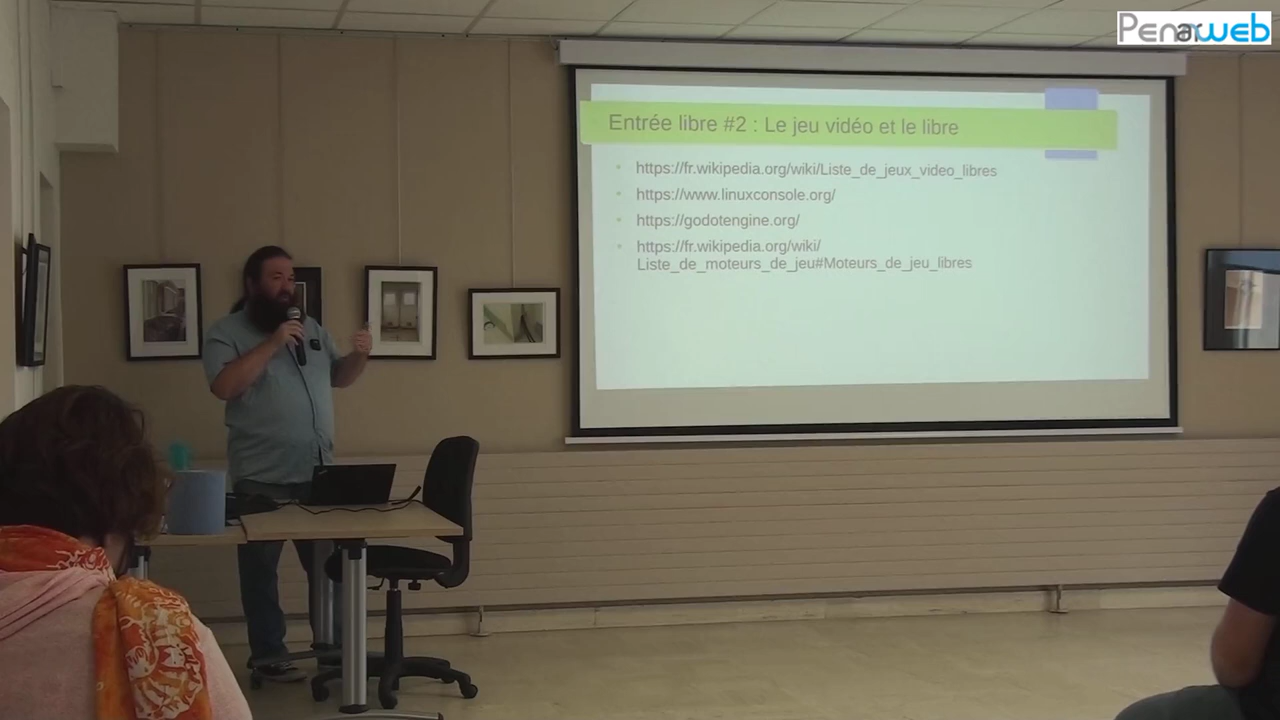 Penarweb
Entrée libre #2 : Le jeu vidéo et le libre
https://fr.wikipedia.org/wiki/Liste_de_jeux_video_libres
https://www.linuxconsole.org/
https://godotengine.org/
https://fr.wikipedia.org/wiki/
Liste_de_moteurs_de_jeu#Moteurs_de_jeu_libres